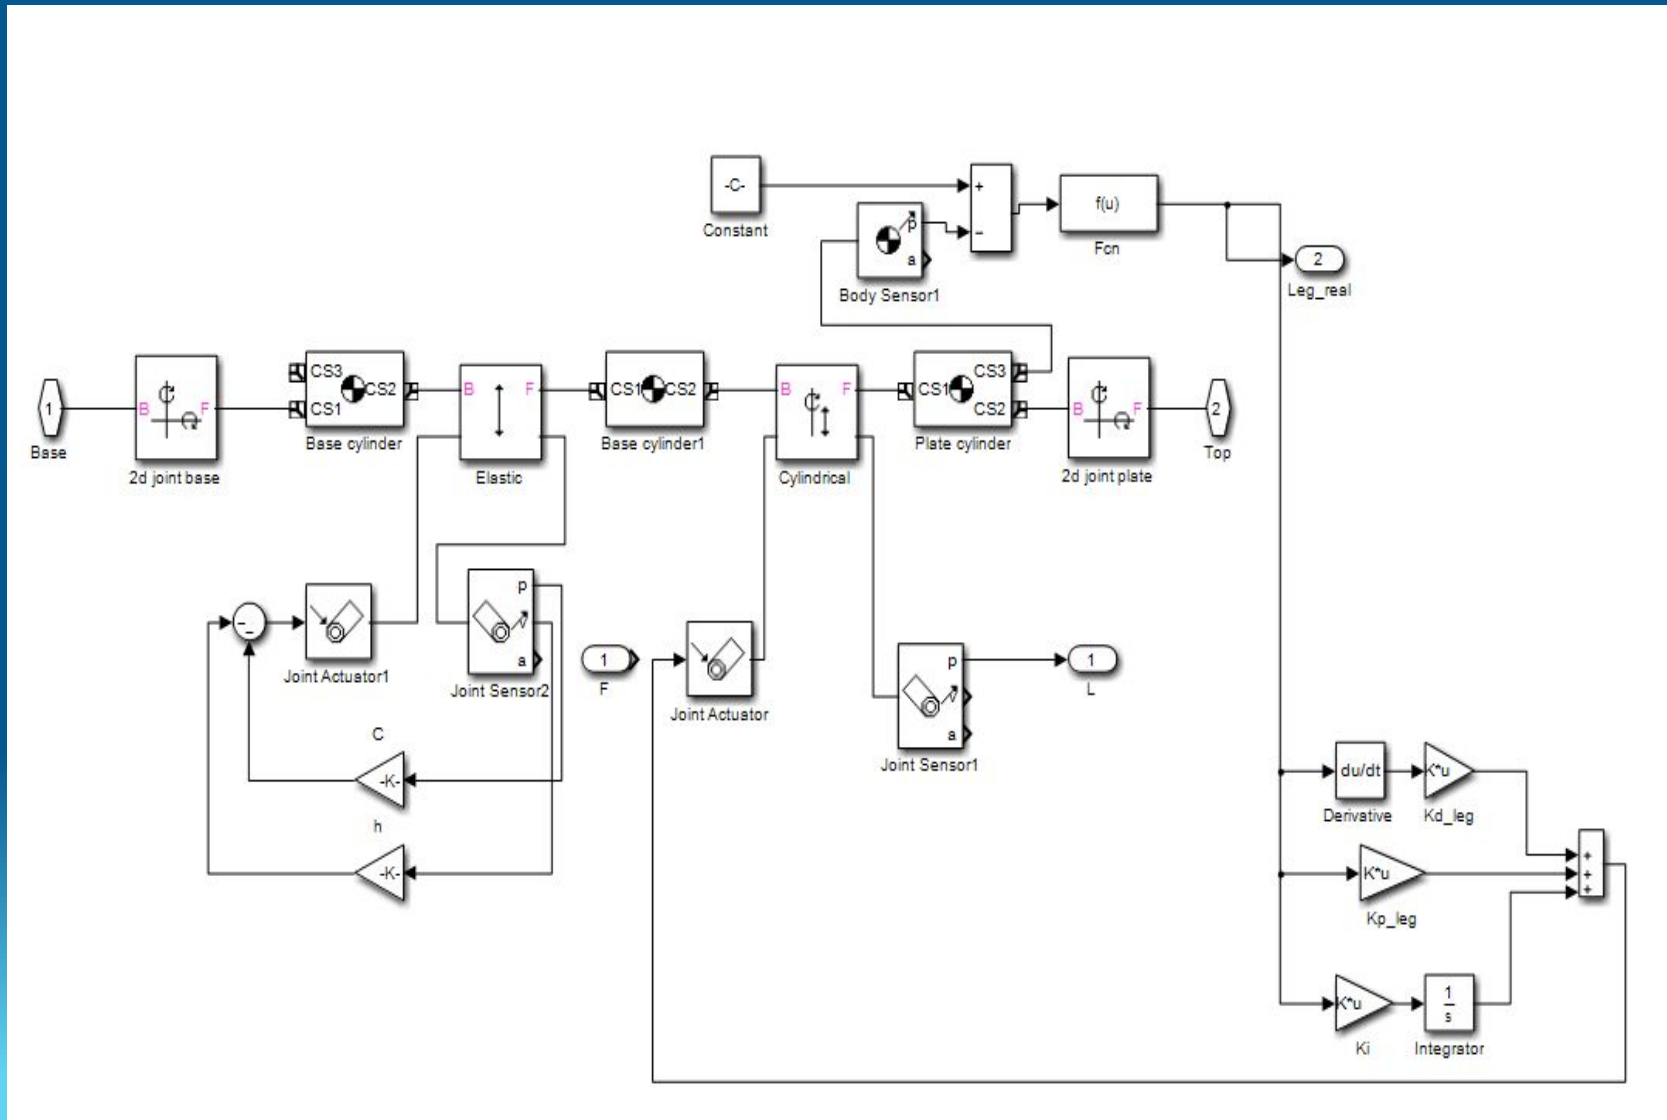 -C-
Constant
+
−
f(u)
Fcn
p
a
Body Sensor1
2
Leg_real
1
Base
B
F
2d joint base
CS3
CS1
CS2
Base cylinder
B
F
Elastic
CS1
CS2
Base cylinder1
B
F
Cylindrical
CS1
CS3
CS2
Plate cylinder
B
F
2d joint plate
2
Top
−
−
Joint Actuator1
p
a
Joint Sensor2
1
F
Joint Actuator
p
a
Joint Sensor1
1
L
C
-K-
h
-K-
du/dt
Derivative
K*u
Kd_leg
K*u
Kp_leg
+
+
+
K*u
Ki
1
s
Integrator